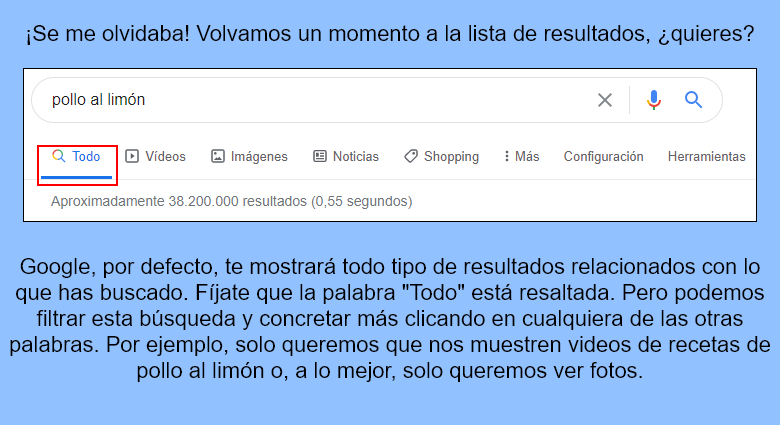 ¡Se me olvidaba! Volvamos un momento a la lista de resultados, ¿quieres?
pollo al limón
Todo Vídeos Imágenes Noticias Shopping Más Configuración Herramientas
Aproximadamente 38.200.000 resultados (0,55 segundos)
Google, por defecto, te mostrará todo tipo de resultados relacionados con lo
que has buscado. Fíjate que la palabra "Todo" está resaltada. Pero podemos
filtrar esta búsqueda y concretar más clicando en cualquiera de las otras
palabras. Por ejemplo, solo queremos que nos muestren videos de recetas de
pollo al limón o, a lo mejor, solo queremos ver fotos.